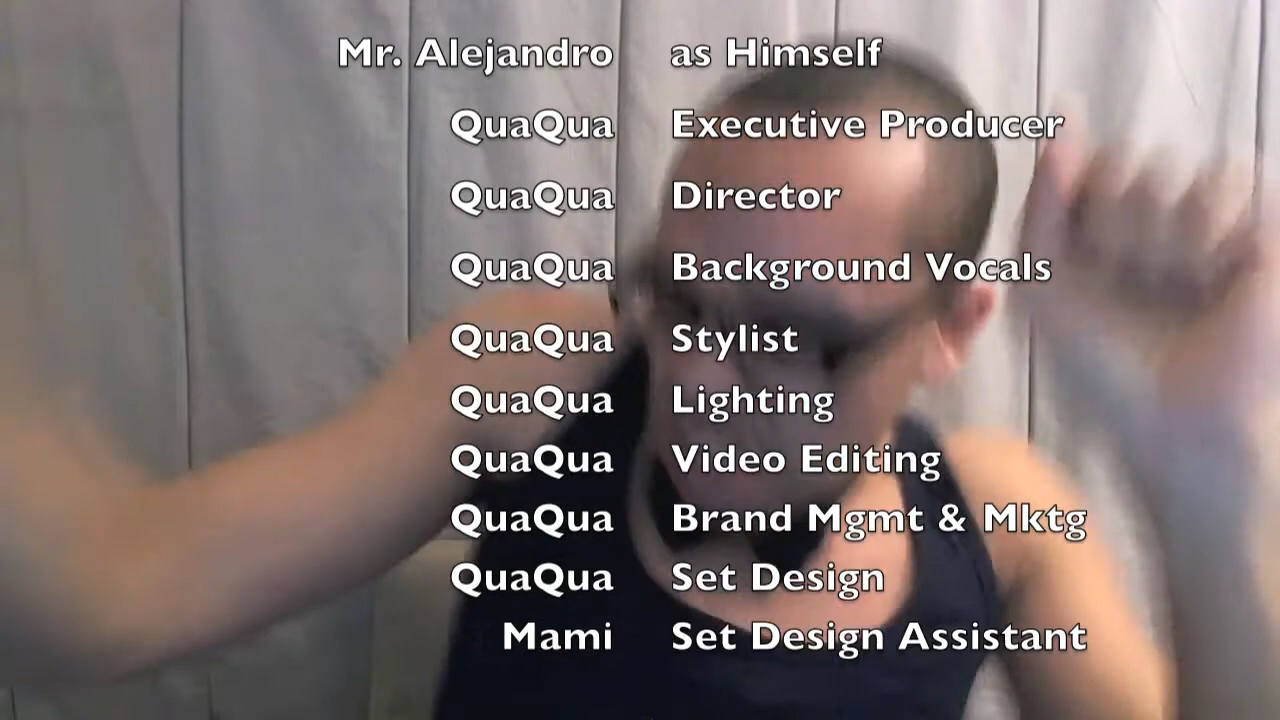 Mr. Alejandro as Himself
QuaQua Executive Producer
QuaQua Director
QuaQua Background Vocals
QuaQua Stylist
QuaQua Lighting
QuaQua Video Editing
QuaQua Brand Mgmt & Mktg
QuaQua Set Design
Mami Set Design Assistant